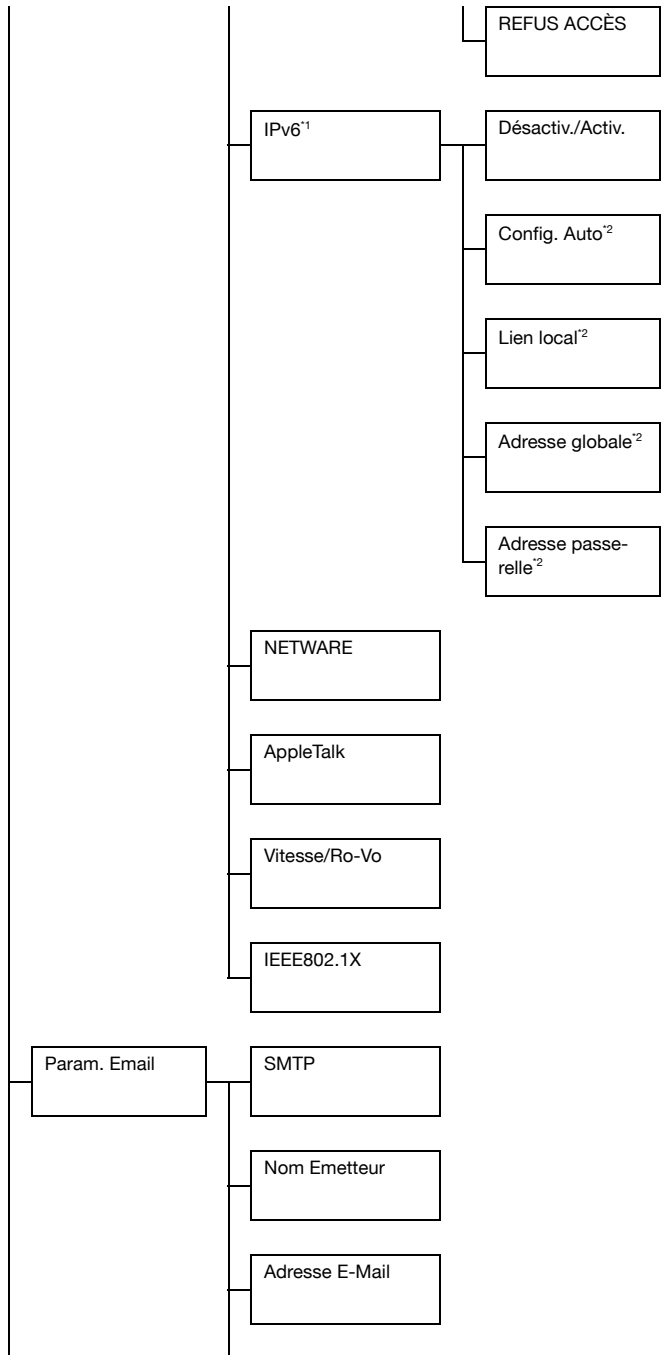 REFUS ACCÈS
IPv6*1
Désactiv./Activ.
Config. Auto*2
Lien local*2
Adresse globale*2
Adresse passe-
relle*2
NETWARE
AppleTalk
Vitesse/Ro-Vo
IEEE802.1X
Param. Email
SMTP
Nom Emetteur
Adresse E-Mail